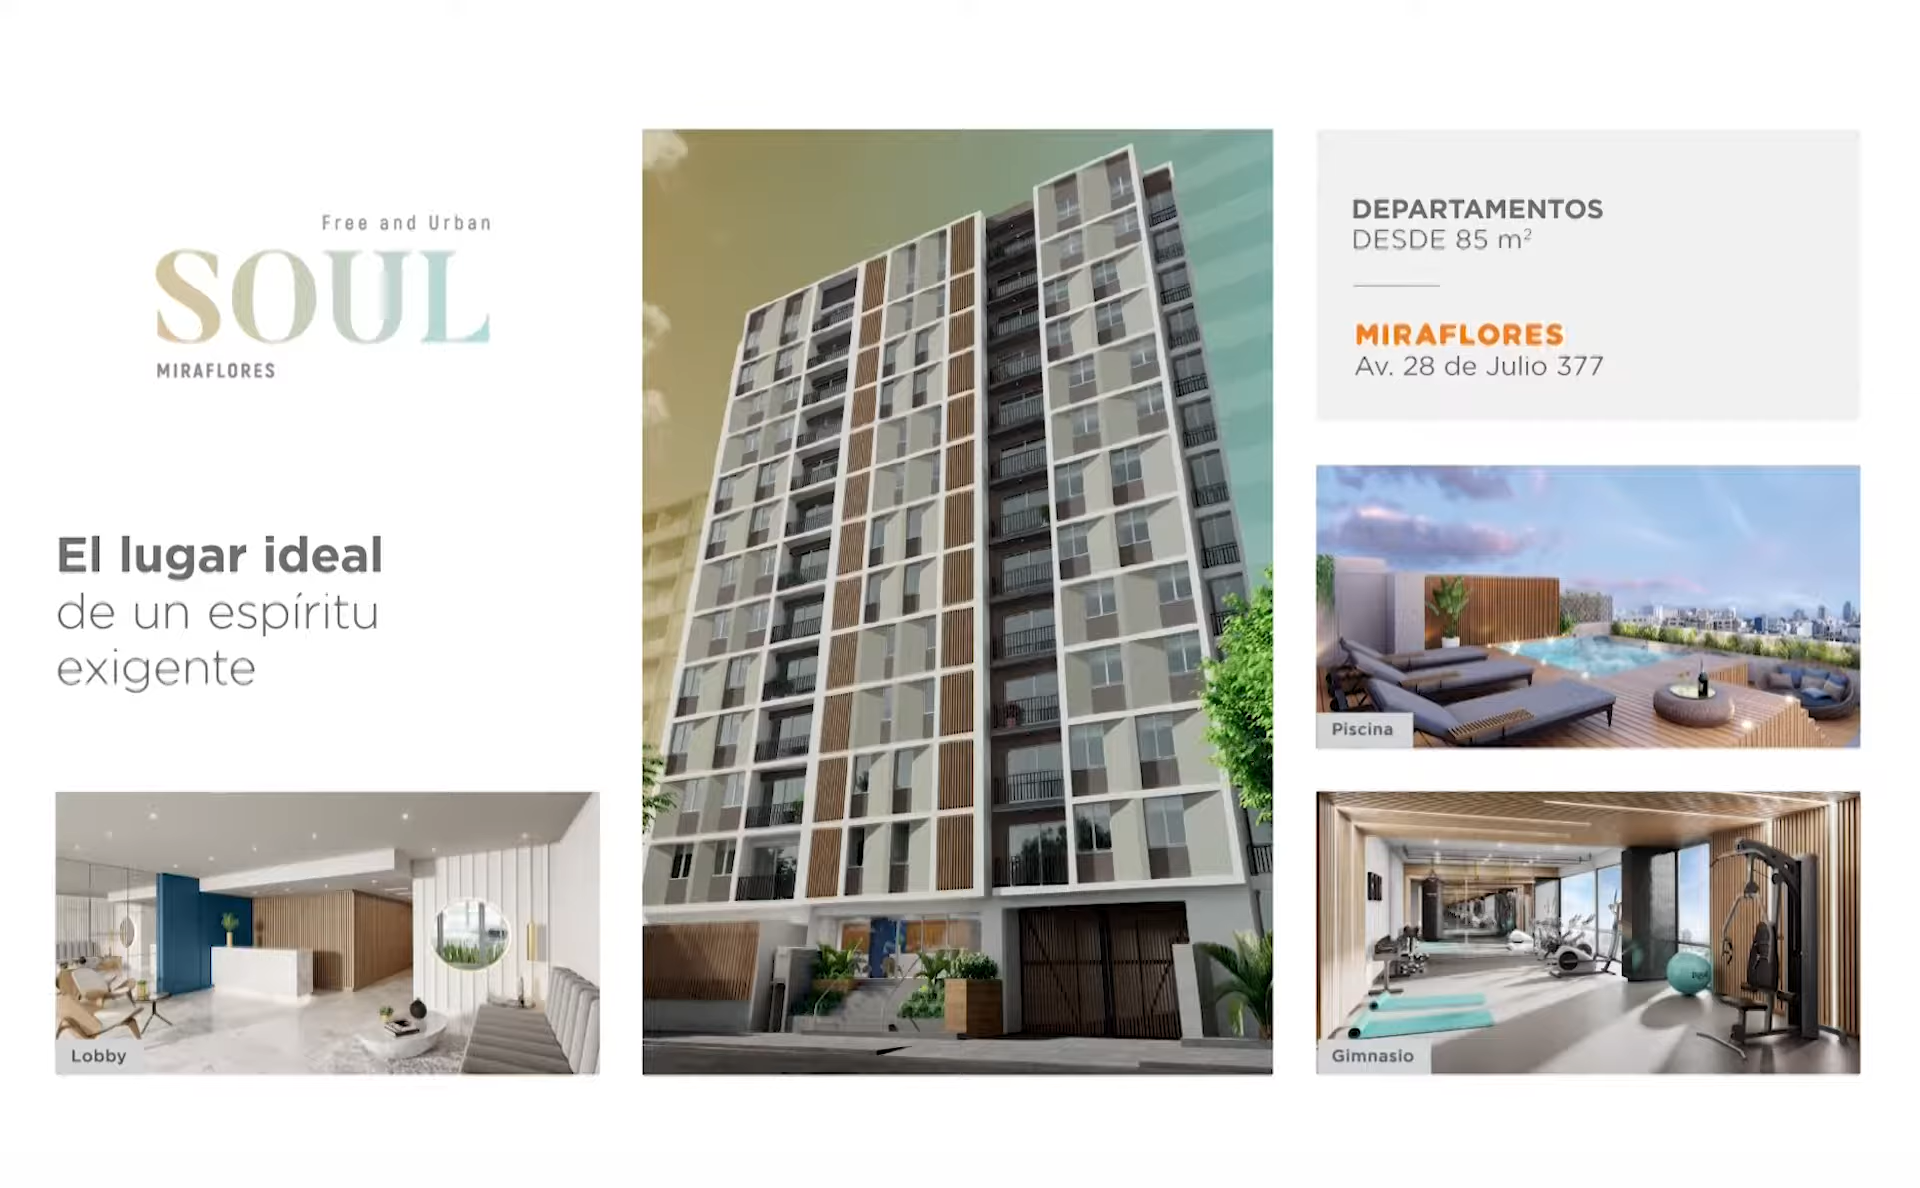 Free and Urban
SOUL
MIRAFLORES
El lugar ideal
de un espíritu
exigente
Lobby
DEPARTAMENTOS
DESDE 85 m²
MIRAFLORES
Av. 28 de Julio 377
Piscina
Gimnasio